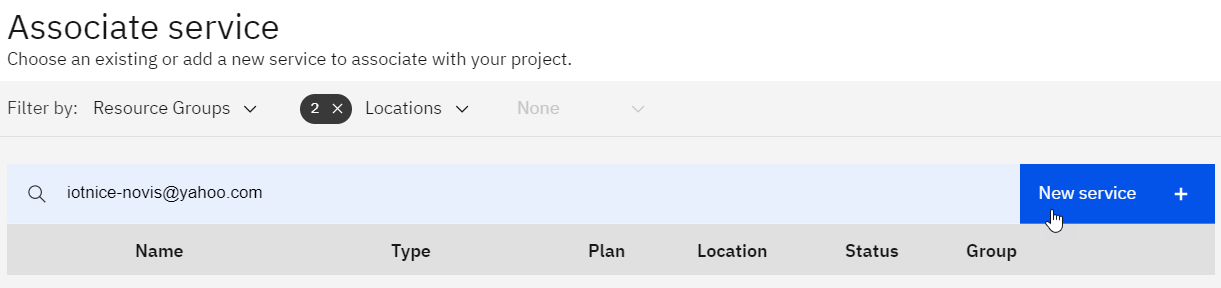 Associate service
Choose an existing or add a new service to associate with your project.
Filter by: Resource Groups 2 Locations None
iotnice-novis@yahoo.com New service +
Name Type Plan Location Status Group